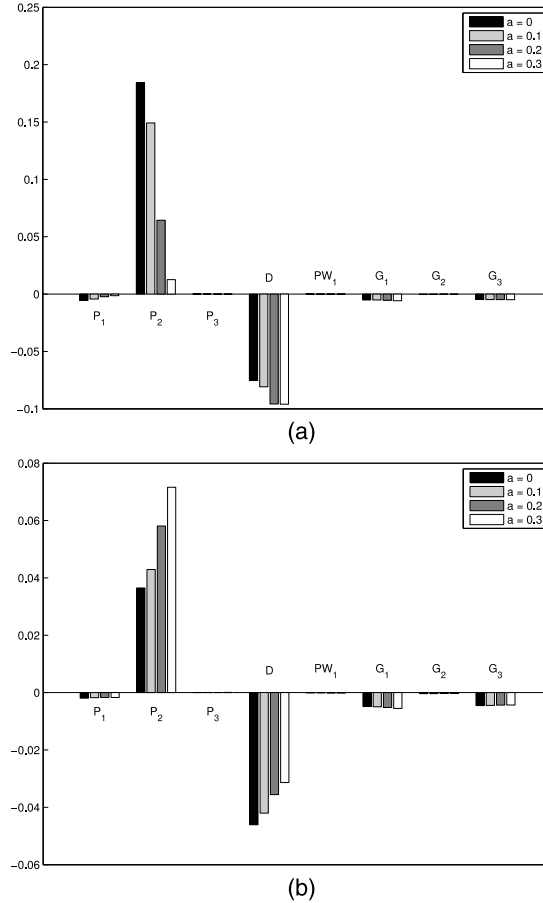 0.25
0.2
0.15
0.1
0.05
0
−0.05
−0.1
a = 0
a = 0.1
a = 0.2
a = 0.3
D PW1 G1 G2 G3
P1 P2 P3
(a)
0.08
0.06
0.04
0.02
0
−0.02
−0.04
−0.06
a = 0
a = 0.1
a = 0.2
a = 0.3
D PW1 G1 G2 G3
P1 P2 P3
(b)